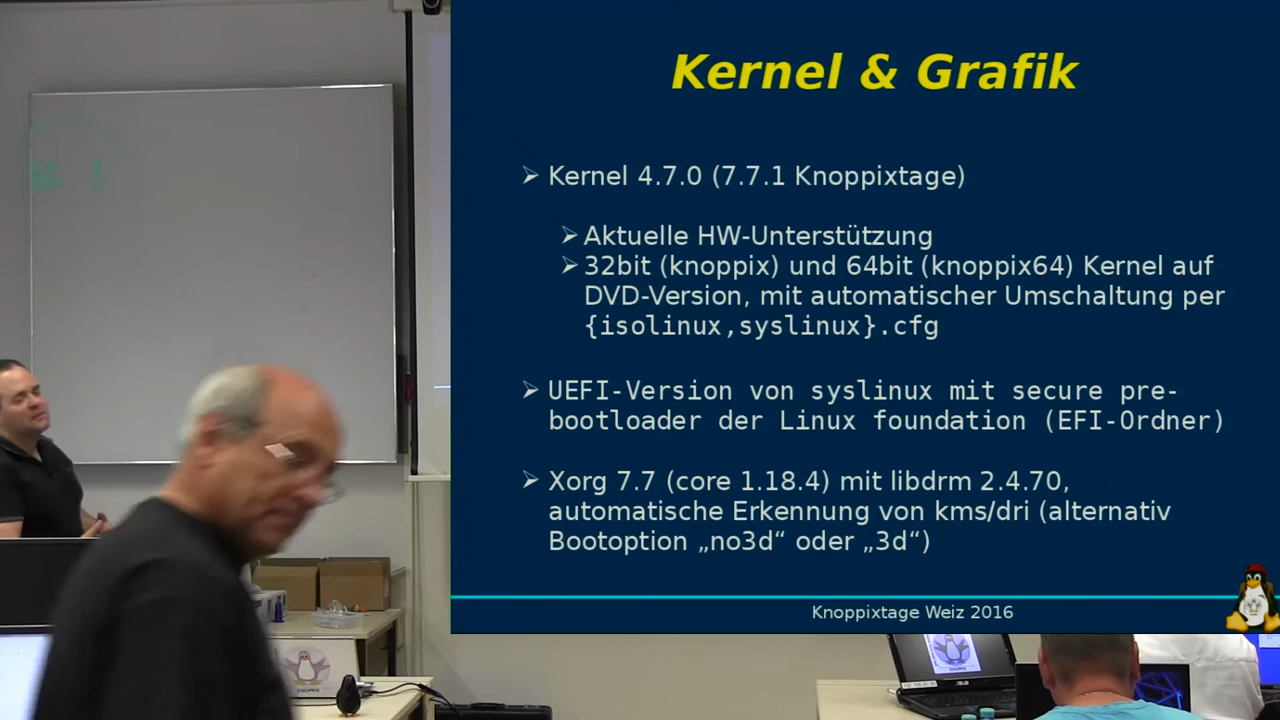 Kernel & Grafik
Kernel 4.7.0 (7.7.1 Knoppixtage)
Aktuelle HW-Unterstützung
32bit (knoppix) und 64bit (knoppix64) Kernel auf
DVD-Version, mit automatischer Umschaltung per
{isolinux,syslinux}.cfg
UEFI-Version von syslinux mit secure pre-
bootloader der Linux foundation (EFI-Ordner)
Xorg 7.7 (core 1.18.4) mit libdrm 2.4.70,
automatische Erkennung von kms/dri (alternativ
Bootoption „no3d“ oder „3d“)
Knoppixtage Weiz 2016
KNOPPIX
ASUS